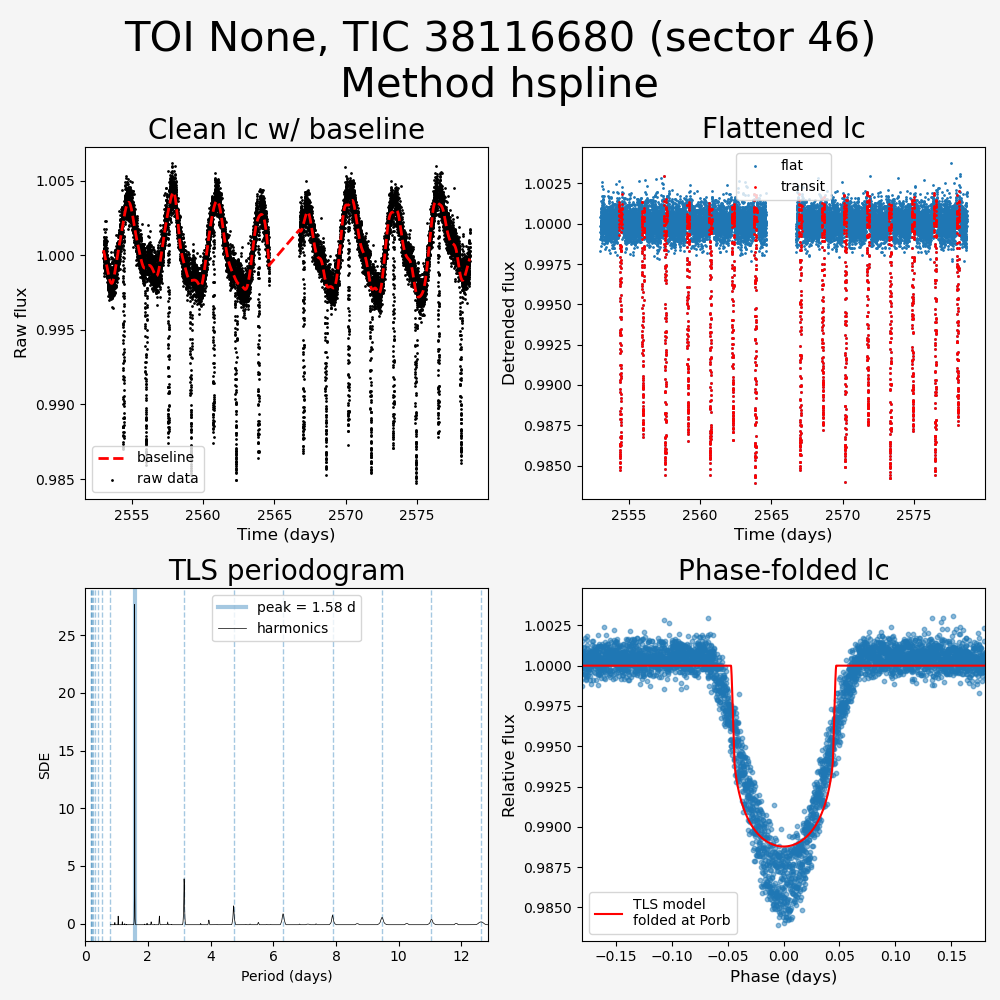 TOI None, TIC 38116680 (sector 46)
Method hspline
Clean lc w/ baseline
Raw flux
1.005
1.000
0.995
0.990
0.985
baseline
raw data
2555 2560 2565 2570 2575
Time (days)
Flattened lc
Detrended flux
1.0025
1.0000
0.9975
0.9950
0.9925
0.9900
0.9875
0.9850
flat
transit
2555 2560 2565 2570 2575
Time (days)
TLS periodogram
SDE
25
20
15
10
5
0
peak = 1.58 d
harmonics
0 2 4 6 8 10 12
Period (days)
Phase-folded lc
Relative flux
1.0025
1.0000
0.9975
0.9950
0.9925
0.9900
0.9875
0.9850
TLS model
folded at Porb
−0.15 −0.10 −0.05 0.00 0.05 0.10 0.15
Phase (days)